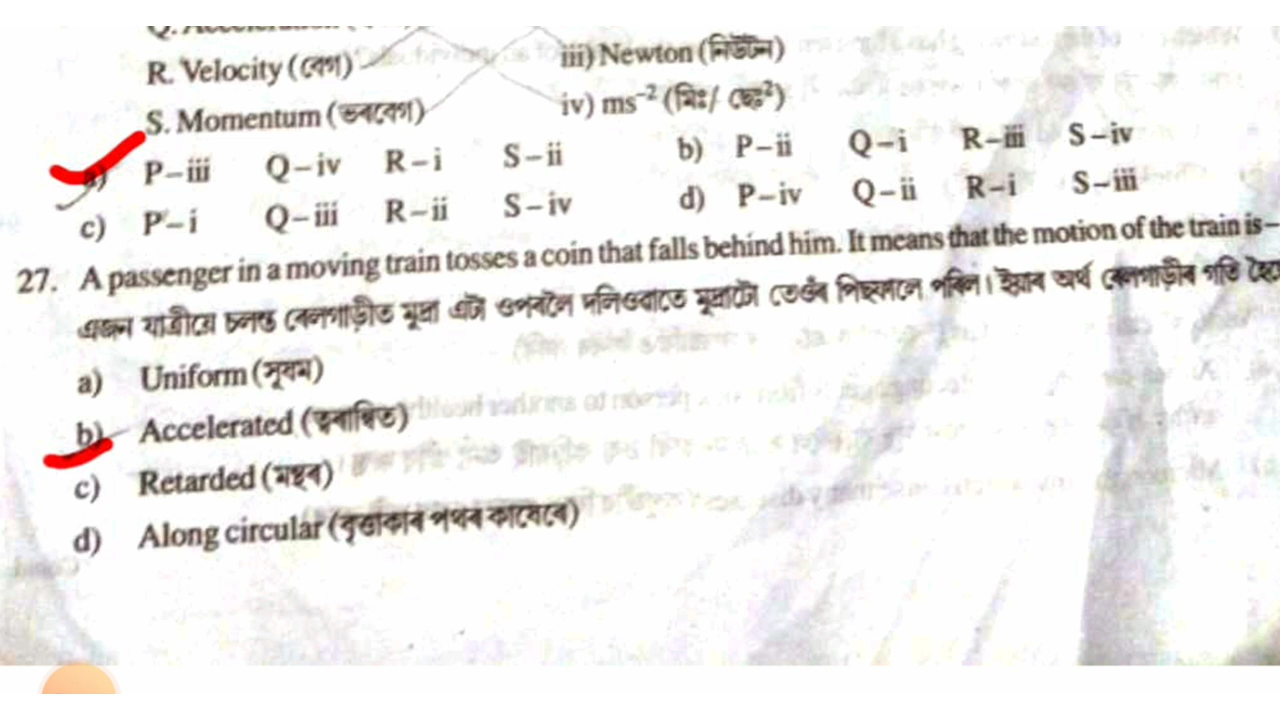 R. Velocity (বেগ)
iii) Newton (নিউটন)
S. Momentum (ভৰবেগ)
iv) ms⁻² (মিঃ/ ছেঃ²)
a) P–iii Q–iv R–i S–ii
b) P–ii Q–i R–iii S–iv
c) P–i Q–iii R–ii S–iv
d) P–iv Q–ii R–i S–iii
27. A passenger in a moving train tosses a coin that falls behind him. It means that the motion of the train is–
এজন যাত্ৰীয়ে চলন্ত ৰেলগাড়ীত মুদ্ৰা এটা ওপৰলৈ দলিওৱাতে মুদ্ৰাটো তেওঁৰ পিছফালে পৰিল। ইয়াৰ অৰ্থ ৰেলগাড়ীৰ গতি
a) Uniform (সুষম)
b) Accelerated (ত্বৰান্বিত)
c) Retarded (মন্থৰ)
d) Along circular (বৃত্তাকাৰ পথৰ কাষেৰে)